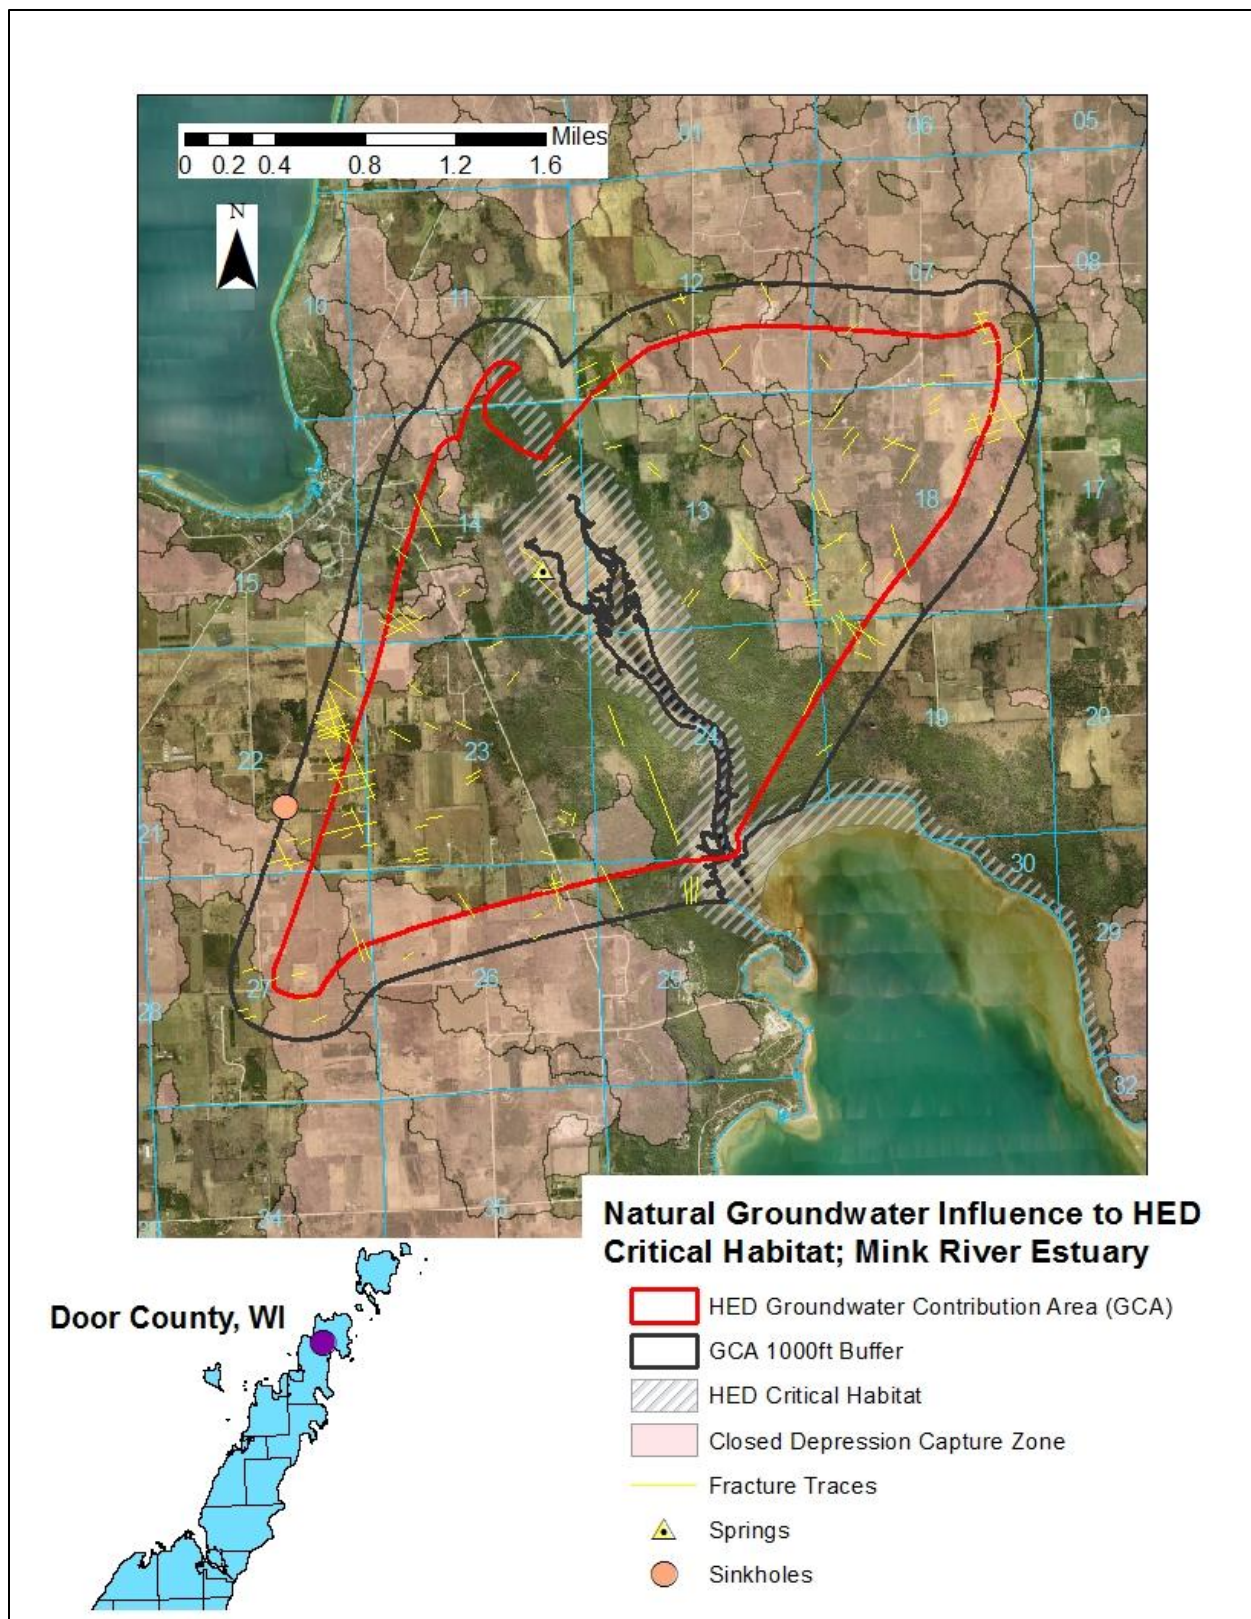 Miles
0 0.2 0.4 0.8 1.2 1.6
N
01
06
05
12
07
08
10
11
14
13
18
17
15
22
23
24
19
20
21
30
29
27
26
25
28
32
34
35
Natural Groundwater Influence to HED
Critical Habitat; Mink River Estuary
Door County, WI
HED Groundwater Contribution Area (GCA)
GCA 1000ft Buffer
HED Critical Habitat
Closed Depression Capture Zone
Fracture Traces
Springs
Sinkholes